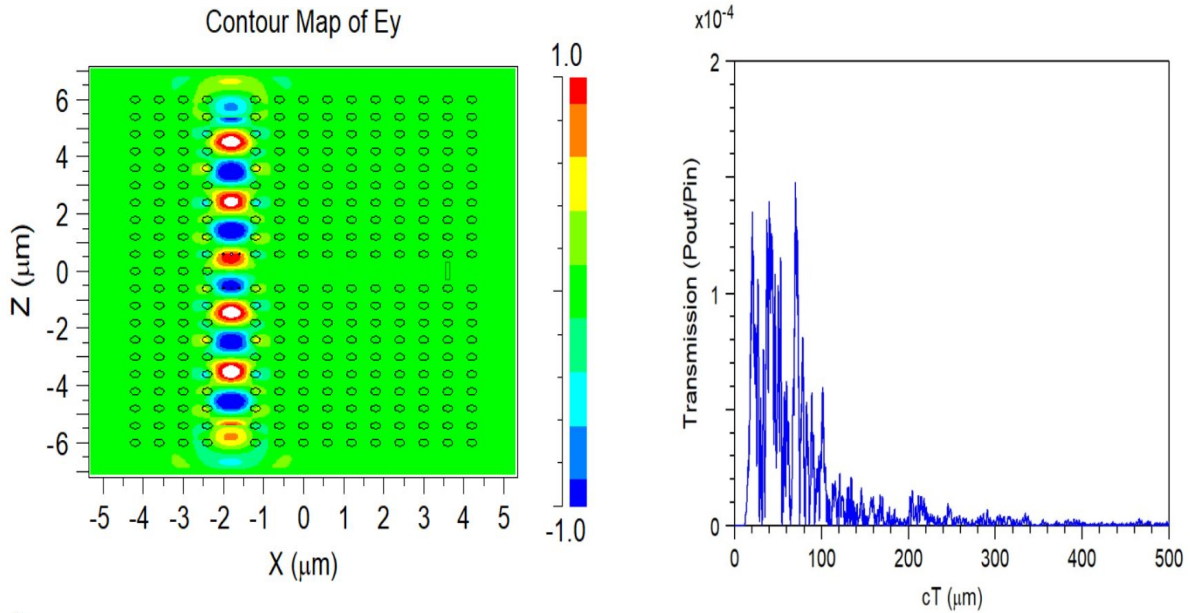 Contour Map of Ey
1.0
6
4
2
0
-2
-4
-6
Z (μm)
-1.0
-5 -4 -3 -2 -1 0 1 2 3 4 5
X (μm)
x10⁻⁴
2
1
0
Transmission (Pout/Pin)
0 100 200 300 400 500
cT (μm)